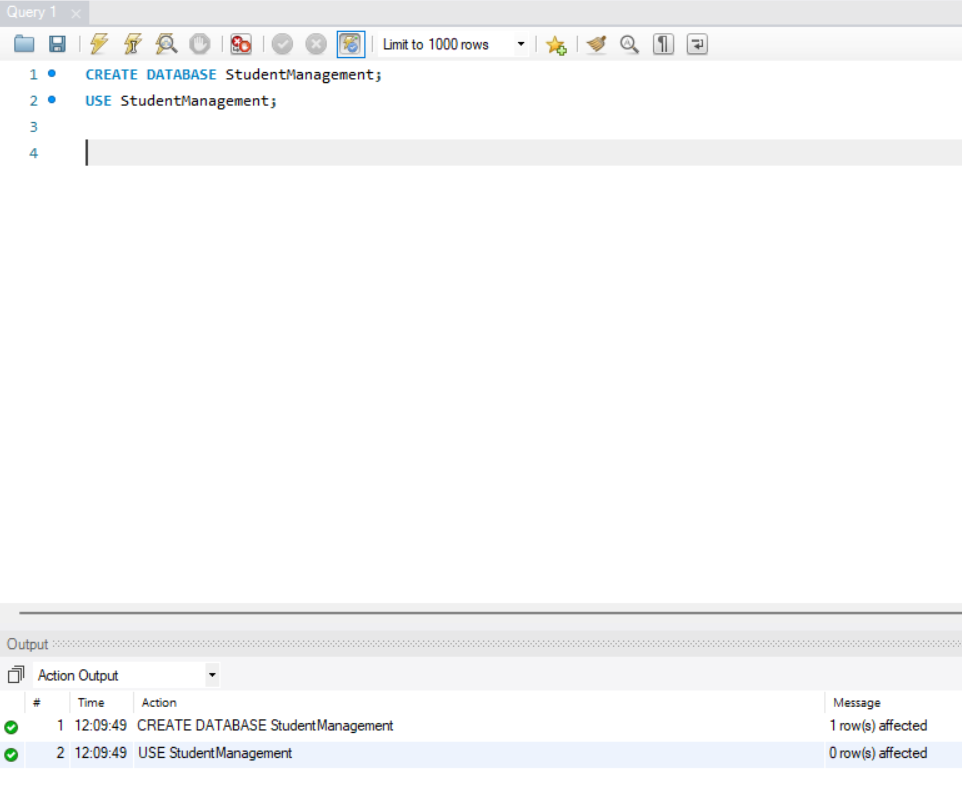 Query 1
Limit to 1000 rows
1 CREATE DATABASE StudentManagement;
2 USE StudentManagement;
3
4
Output
Action Output
# Time Action Message
1 12:09:49 CREATE DATABASE StudentManagement 1 row(s) affected
2 12:09:49 USE StudentManagement 0 row(s) affected